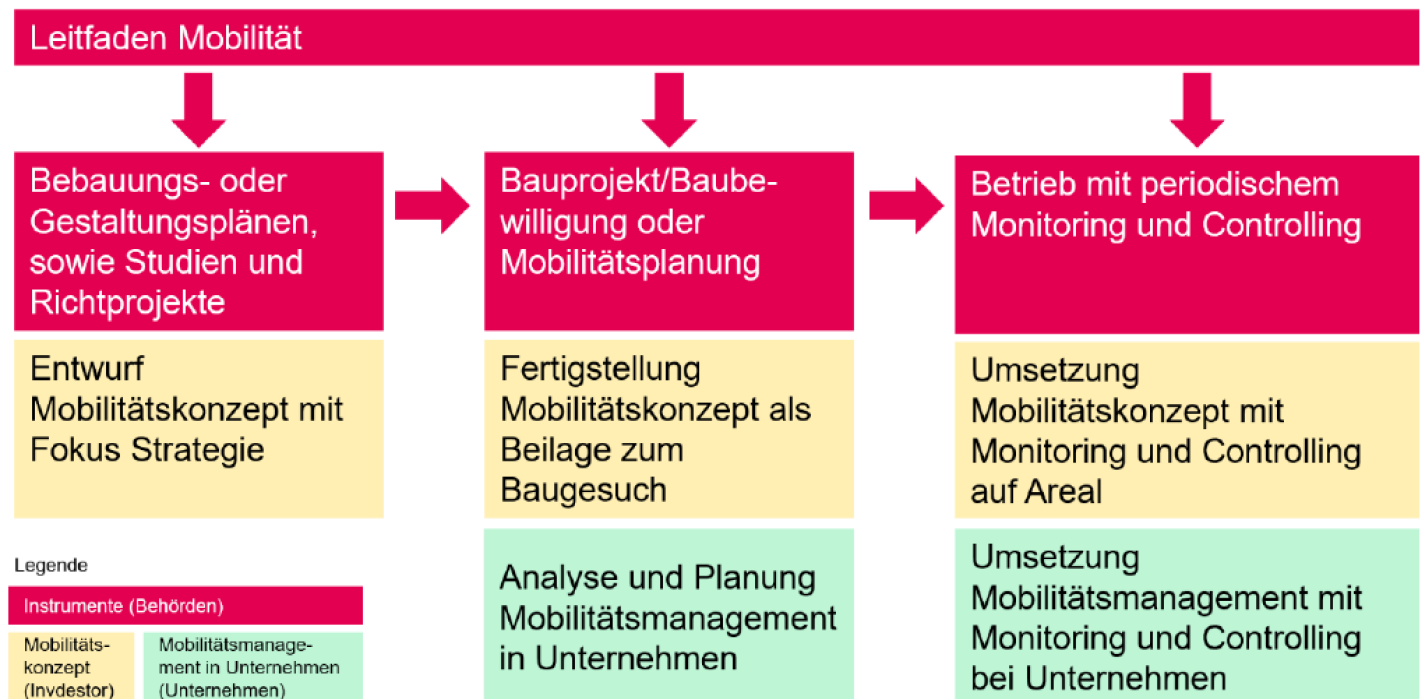 Leitfaden Mobilität
Bebauungs- oder
Gestaltungsplänen,
sowie Studien und
Richtprojekte
Bauprojekt/Baube-
willigung oder
Mobilitätsplanung
Betrieb mit periodischem
Monitoring und Controlling
Entwurf
Mobilitätskonzept mit
Fokus Strategie
Fertigstellung
Mobilitätskonzept als
Beilage zum
Baugesuch
Umsetzung
Mobilitätskonzept mit
Monitoring und Controlling
auf Areal
Analyse und Planung
Mobilitätsmanagement
in Unternehmen
Umsetzung
Mobilitätsmanagement mit
Monitoring und Controlling
bei Unternehmen
Legende
Instrumente (Behörden)
Mobilitäts-
konzept
(Invdestor)
Mobilitätsmanage-
ment in Unternehmen
(Unternehmen)